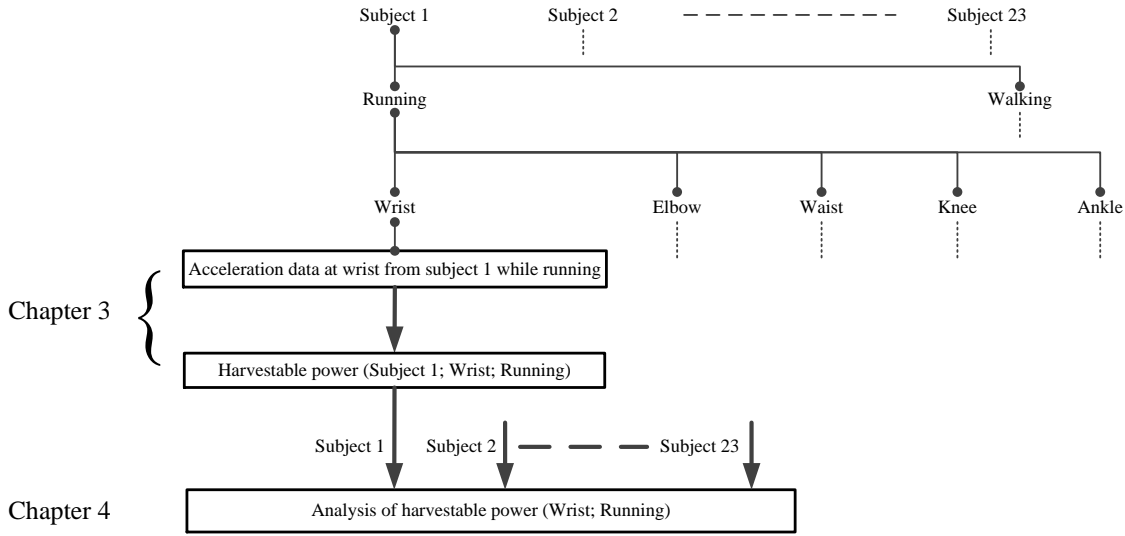 Subject 1
Subject 2
Subject 23
Running
Walking
Wrist
Elbow
Waist
Knee
Ankle
Acceleration data at wrist from subject 1 while running
Chapter 3
Harvestable power (Subject 1; Wrist; Running)
Subject 1
Subject 2
Subject 23
Chapter 4
Analysis of harvestable power (Wrist; Running)